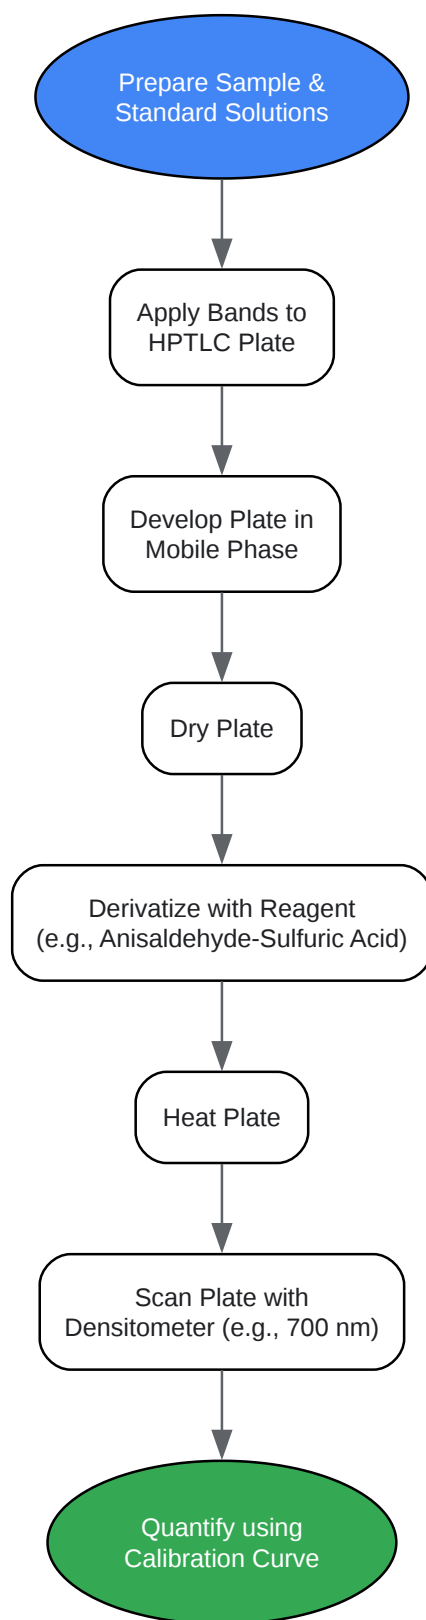 Prepare Sample &
Standard Solutions
Apply Bands to
HPTLC Plate
Develop Plate in
Mobile Phase
Dry Plate
Derivatize with Reagent
(e.g., Anisaldehyde-Sulfuric Acid)
Heat Plate
Scan Plate with
Densitometer (e.g., 700 nm)
Quantify using
Calibration Curve